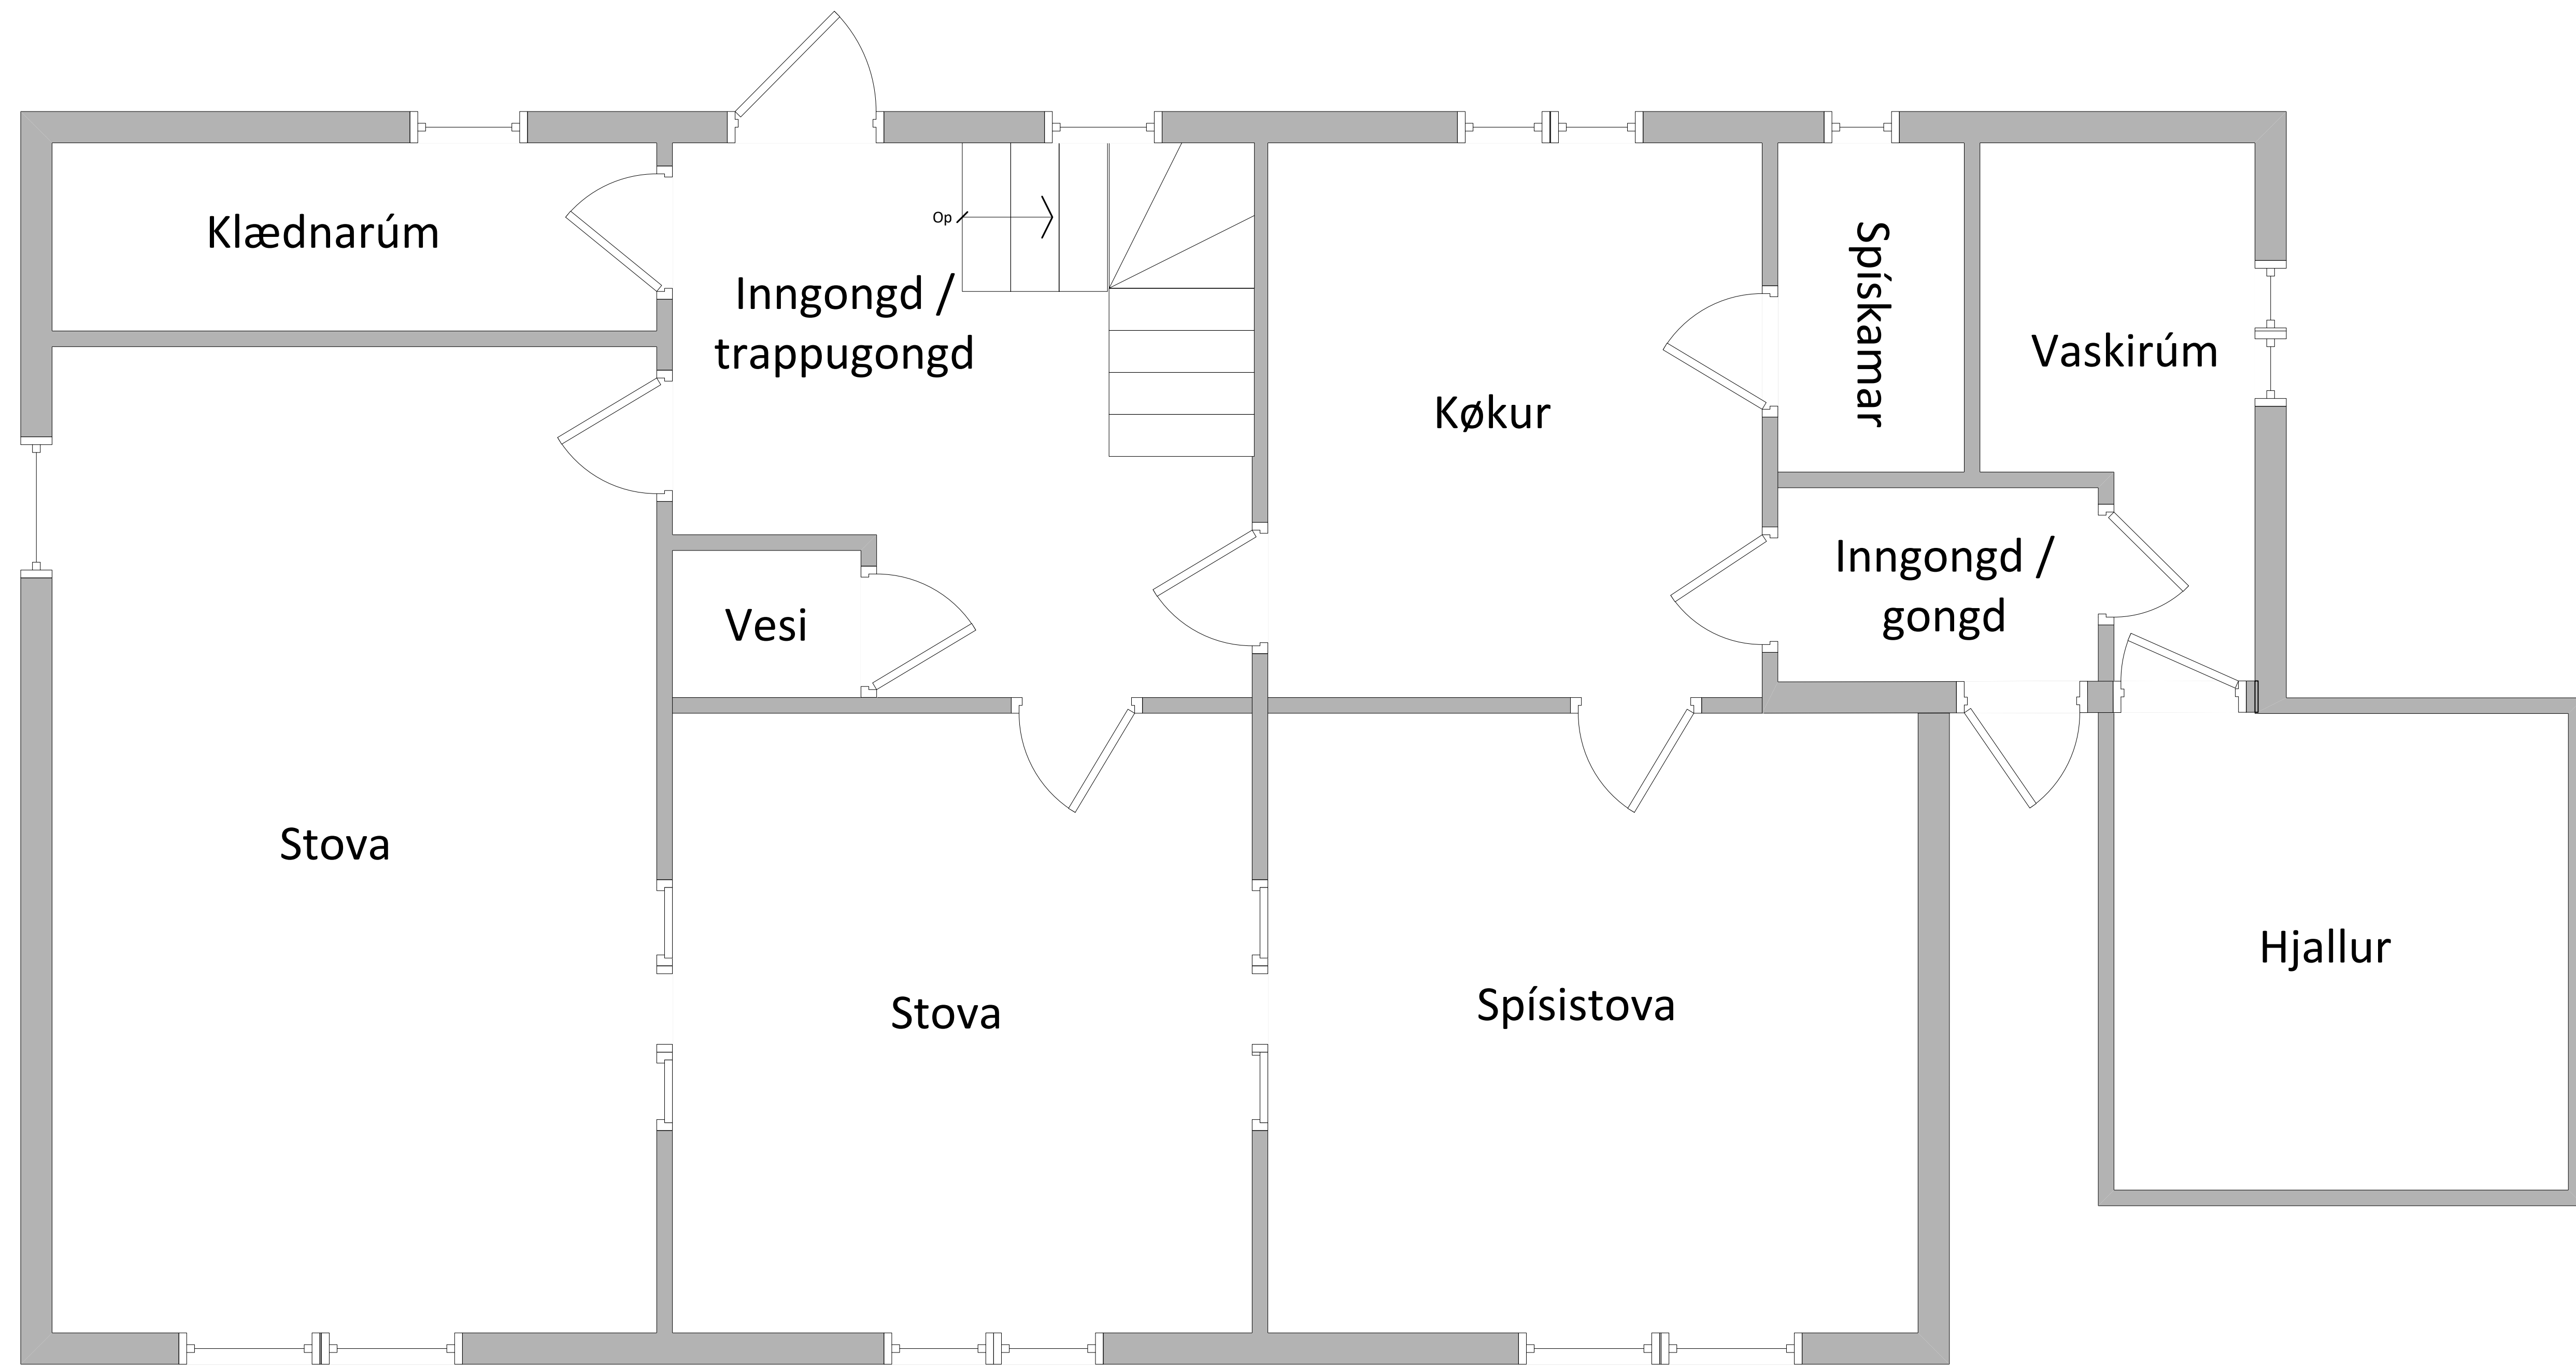 Klædnarúm
Op
Inngongd /
trappugongd
Køkur
Spískamar
Vaskirúm
Inngongd /
gongd
Vesi
Stova
Stova
Spísistova
Hjallur